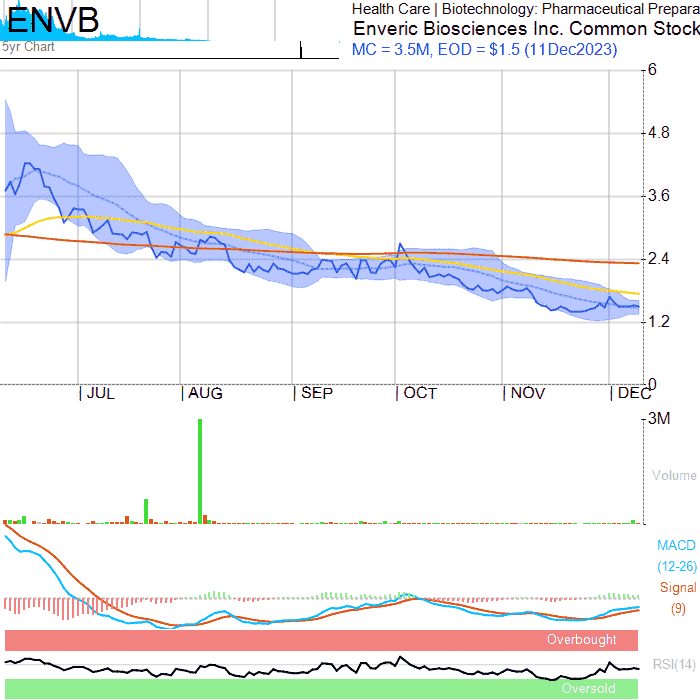 ENVB
5yr Chart
Health Care | Biotechnology: Pharmaceutical Prepara
Enveric Biosciences Inc. Common Stock
MC = 3.5M, EOD = $1.5 (11Dec2023)
6
4.8
3.6
2.4
1.2
0
| JUL | AUG | SEP | OCT | NOV | DEC
3M
Volume
MACD
(12-26)
Signal
(9)
Overbought
RSI(14)
Oversold